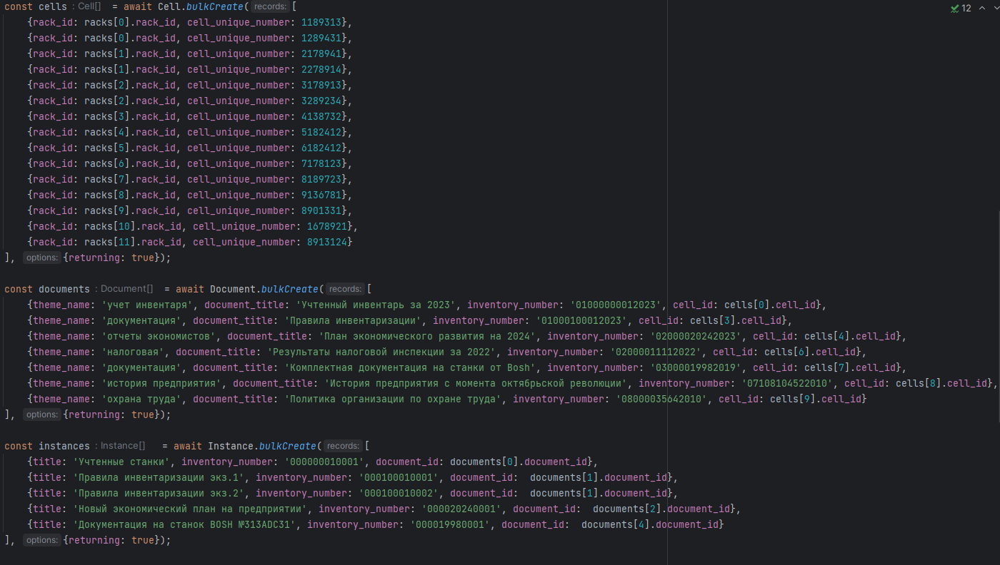 const cells : Cell[] = await Cell.bulkCreate( records: [
{rack_id: racks[0].rack_id, cell_unique_number: 1189313},
{rack_id: racks[0].rack_id, cell_unique_number: 1289431},
{rack_id: racks[1].rack_id, cell_unique_number: 2178941},
{rack_id: racks[1].rack_id, cell_unique_number: 2278914},
{rack_id: racks[2].rack_id, cell_unique_number: 3178913},
{rack_id: racks[2].rack_id, cell_unique_number: 3289234},
{rack_id: racks[3].rack_id, cell_unique_number: 4138732},
{rack_id: racks[4].rack_id, cell_unique_number: 5182412},
{rack_id: racks[5].rack_id, cell_unique_number: 6182412},
{rack_id: racks[6].rack_id, cell_unique_number: 7178123},
{rack_id: racks[7].rack_id, cell_unique_number: 8189723},
{rack_id: racks[8].rack_id, cell_unique_number: 9136781},
{rack_id: racks[9].rack_id, cell_unique_number: 8901331},
{rack_id: racks[10].rack_id, cell_unique_number: 1678921},
{rack_id: racks[11].rack_id, cell_unique_number: 8913124}
], options: {returning: true});
const documents : Document[] = await Document.bulkCreate( records: [
{theme_name: 'учет инвентаря', document_title: 'Учтенный инвентарь за 2023', inventory_number: '01000000012023', cell_id: cells[0].cell_id},
{theme_name: 'документация', document_title: 'Правила инвентаризации', inventory_number: '01000100012023', cell_id: cells[3].cell_id},
{theme_name: 'отчеты экономистов', document_title: 'План экономического развития на 2024', inventory_number: '02000020242023', cell_id: cells[4].cell_id},
{theme_name: 'налоговая', document_title: 'Результаты налоговой инспекции за 2022', inventory_number: '02000011112022', cell_id: cells[6].cell_id},
{theme_name: 'документация', document_title: 'Комплектная документация на станки от Bosh', inventory_number: '03000019982019', cell_id: cells[7].cell_id},
{theme_name: 'история предприятия', document_title: 'История предприятия с момента октябрьской революции', inventory_number: '07108104522010', cell_id: cells[8].cell_id},
{theme_name: 'охрана труда', document_title: 'Политика организации по охране труда', inventory_number: '08000035642010', cell_id: cells[9].cell_id}
], options: {returning: true});
const instances : Instance[] = await Instance.bulkCreate( records: [
{title: 'Учтенные станки', inventory_number: '000000010001', document_id: documents[0].document_id},
{title: 'Правила инвентаризации экз.1', inventory_number: '000100010001', document_id: documents[1].document_id},
{title: 'Правила инвентаризации экз.2', inventory_number: '000100010002', document_id: documents[1].document_id},
{title: 'Новый экономический план на предприятии', inventory_number: '000020240001', document_id: documents[2].document_id},
{title: 'Документация на станок BOSH №313ADC31', inventory_number: '000019980001', document_id: documents[4].document_id}
], options: {returning: true});
12